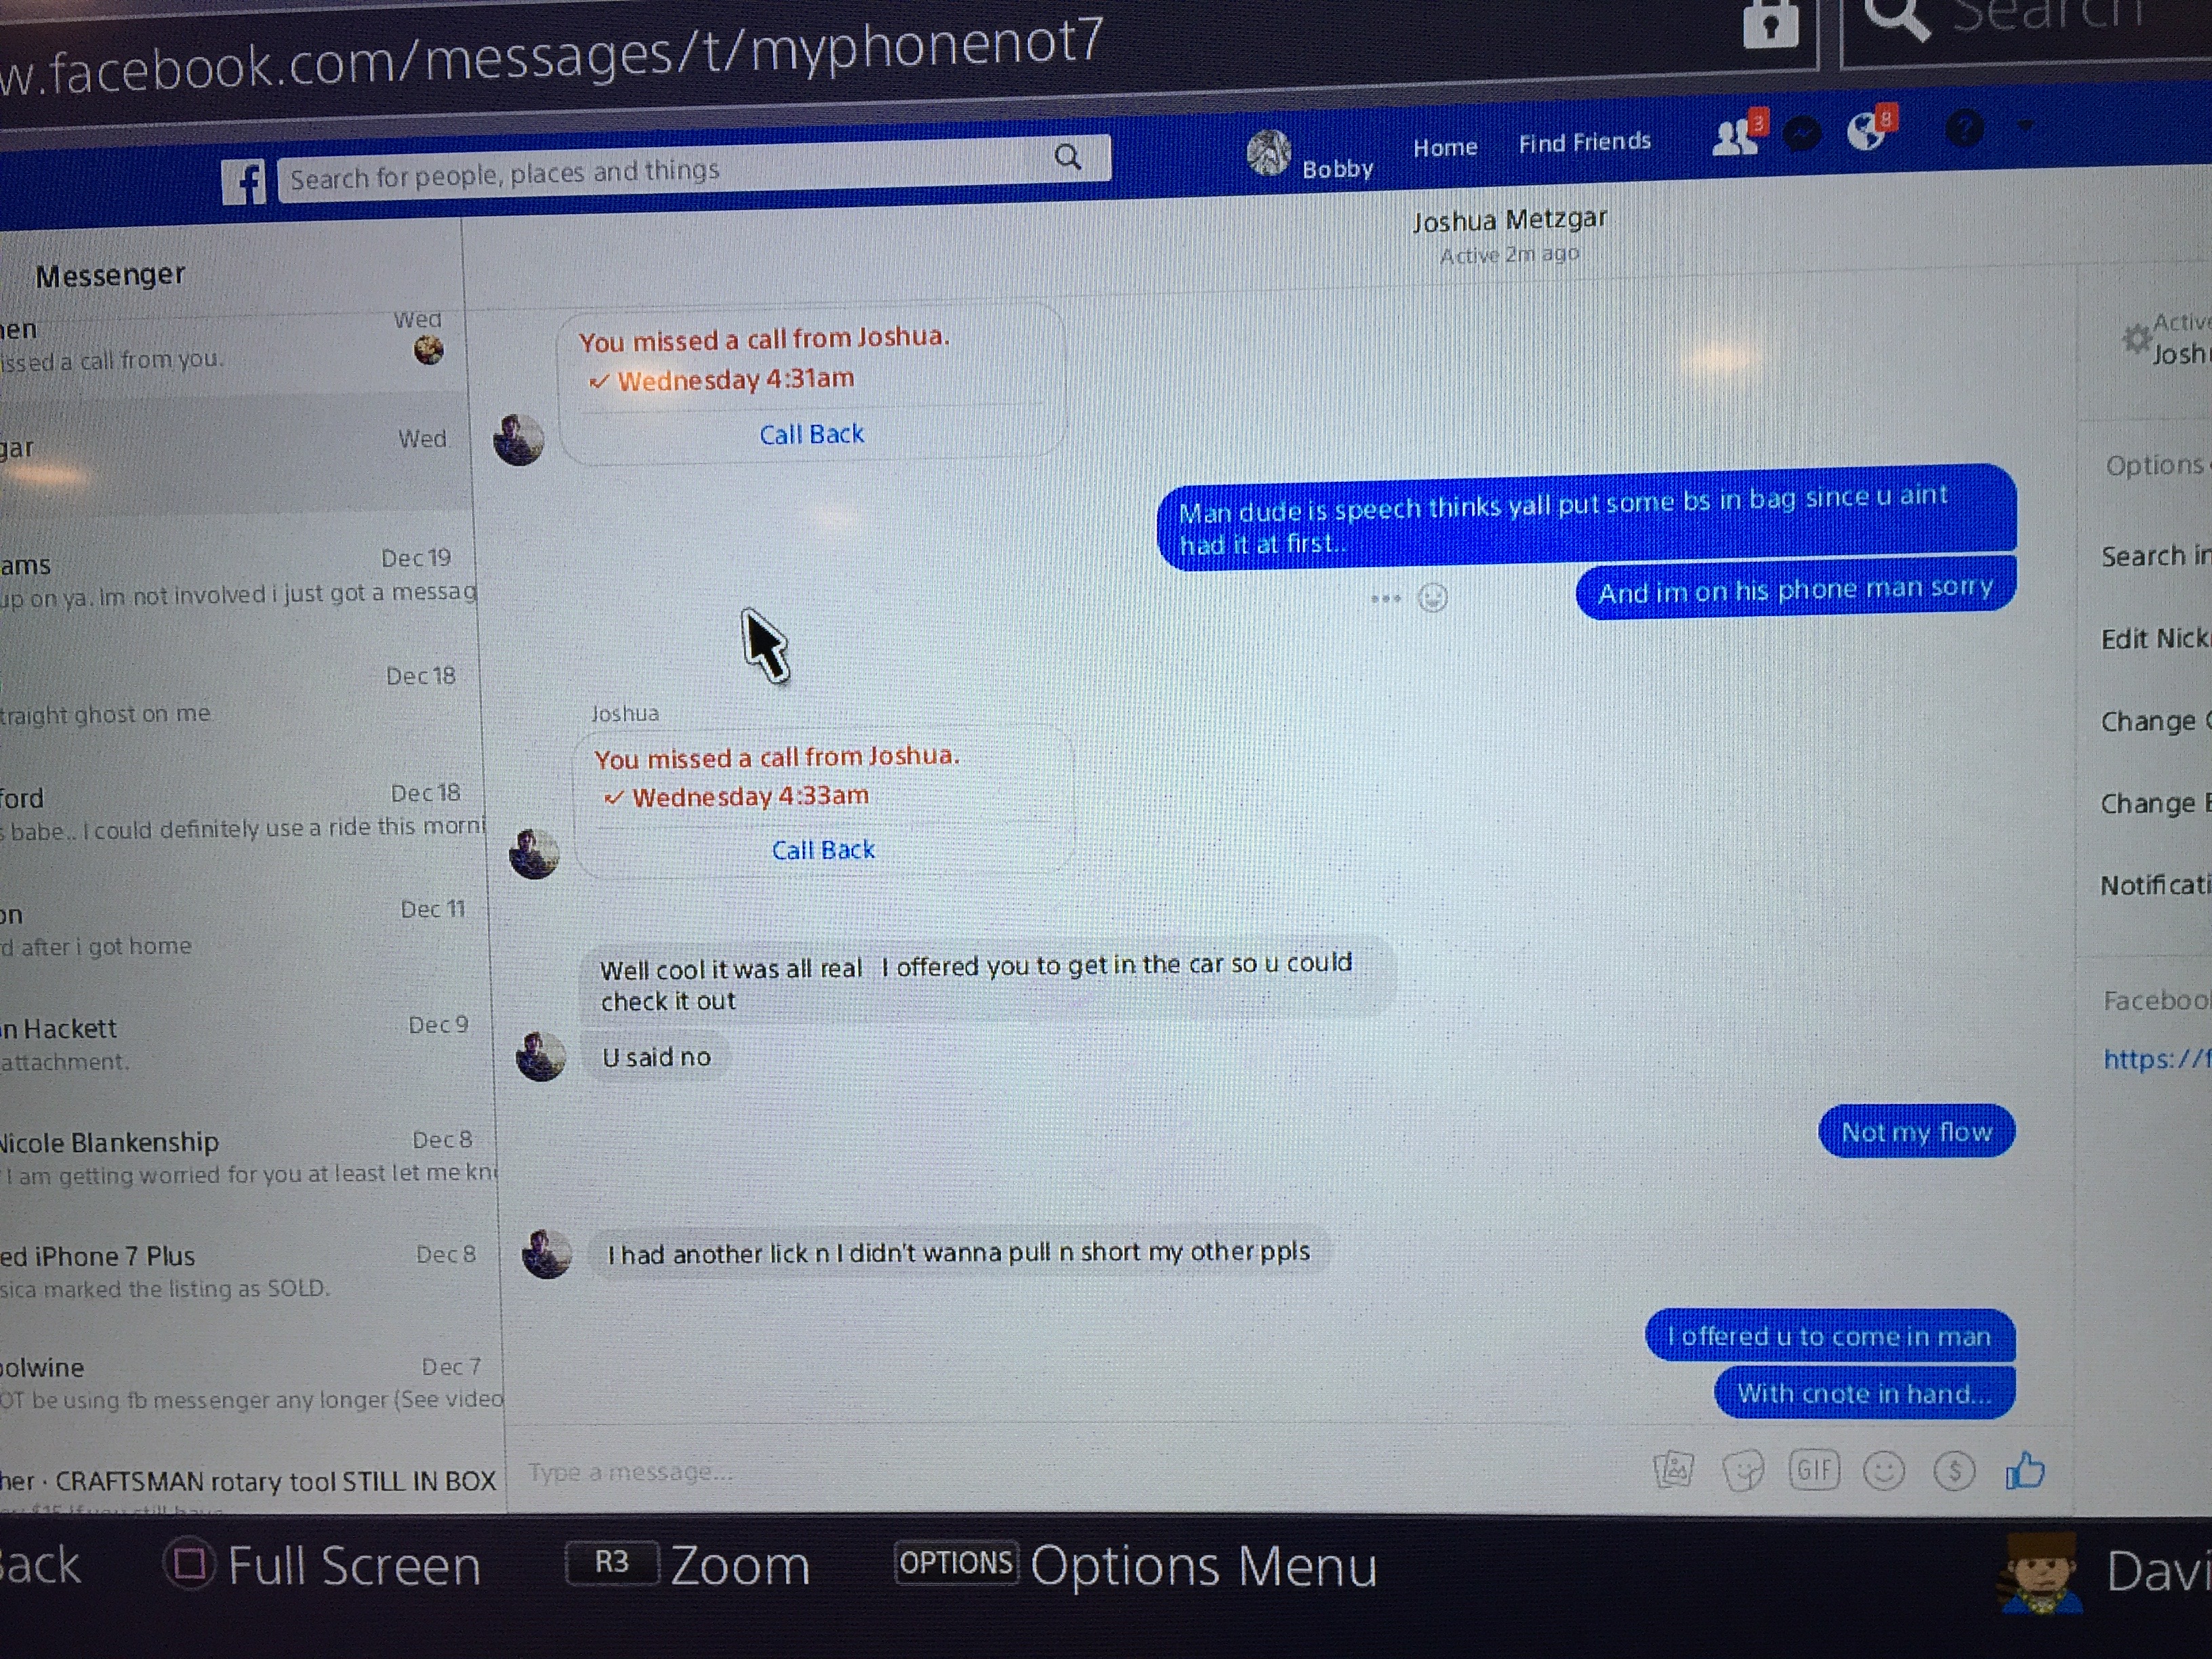 w.facebook.com/messages/t/myphonenot7
Search
Search for people, places and things
Bobby
Home
Find Friends
3
8
?
Messenger
Joshua Metzgar
Active 2m ago
Wed
issed a call from you.
gar
Wed
ams
Dec 19
up on ya. Im not involved i just got a messag
Dec 18
traight ghost on me
ford
Dec 18
s babe.. I could definitely use a ride this morni
on
Dec 11
d after i got home
n Hackett
Dec 9
attachment.
Nicole Blankenship
Dec 8
I am getting worried for you at least let me kn
ed iPhone 7 Plus
Dec 8
sica marked the listing as SOLD.
olwine
Dec 7
OT be using fb messenger any longer (See video
her · CRAFTSMAN rotary tool STILL IN BOX
You missed a call from Joshua.
Wednesday 4:31am
Call Back
Man dude is speech thinks yall put some bs in bag since u aint
had it at first..
And im on his phone man sorry
Joshua
You missed a call from Joshua.
Wednesday 4:33am
Call Back
Well cool it was all real I offered you to get in the car so u could
check it out
U said no
Not my flow
I had another lick n I didn't wanna pull n short my other ppls
I offered u to come in man
With cnote in hand...
Type a message...
GIF
$
Active
Josh
Options
Search in
Edit Nick
Change
Change
Notificati
Faceboo
https://f
Back
Full Screen
R3 Zoom
OPTIONS Options Menu
Davi